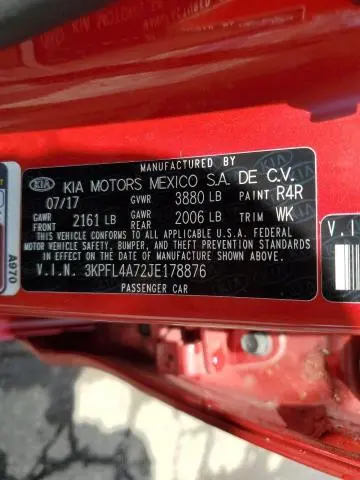 MANUFACTURED BY
KIA KIA MOTORS MEXICO S.A. DE C.V.
07/17 GVWR 3880 LB PAINT R4R
GAWR FRONT 2161 LB GAWR REAR 2006 LB TRIM WK
THIS VEHICLE CONFORMS TO ALL APPLICABLE U.S.A. FEDERAL
MOTOR VEHICLE SAFETY, BUMPER, AND THEFT PREVENTION STANDARDS
IN EFFECT ON THE DATE OF MANUFACTURE SHOWN ABOVE.
V.I.N. 3KPFL4A72JE178876
PASSENGER CAR
A970
V.I